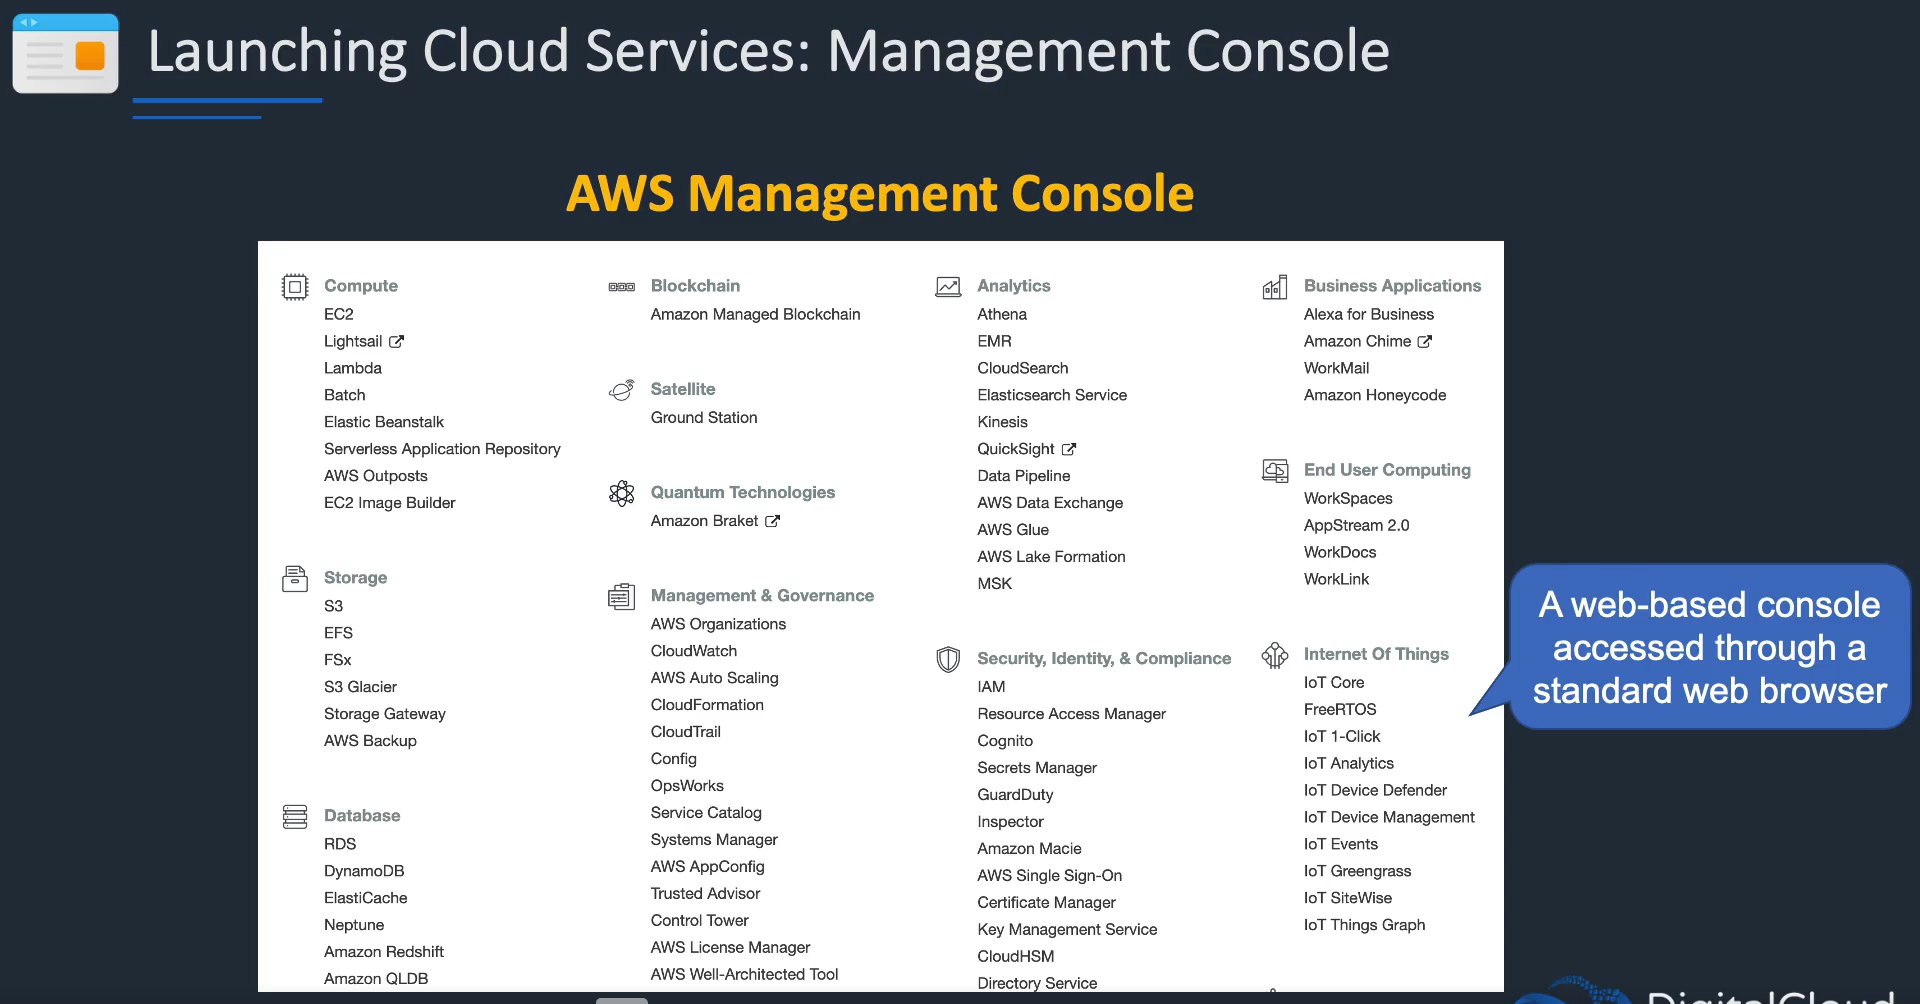 Launching Cloud Services: Management Console
AWS Management Console
Compute
EC2
Lightsail
Lambda
Batch
Elastic Beanstalk
Serverless Application Repository
AWS Outposts
EC2 Image Builder
Storage
S3
EFS
FSx
S3 Glacier
Storage Gateway
AWS Backup
Database
RDS
DynamoDB
ElastiCache
Neptune
Amazon Redshift
Amazon QLDB
Blockchain
Amazon Managed Blockchain
Satellite
Ground Station
Quantum Technologies
Amazon Braket
Management & Governance
AWS Organizations
CloudWatch
AWS Auto Scaling
CloudFormation
CloudTrail
Config
OpsWorks
Service Catalog
Systems Manager
AWS AppConfig
Trusted Advisor
Control Tower
AWS License Manager
AWS Well-Architected Tool
Analytics
Athena
EMR
CloudSearch
Elasticsearch Service
Kinesis
QuickSight
Data Pipeline
AWS Data Exchange
AWS Glue
AWS Lake Formation
MSK
Security, Identity, & Compliance
IAM
Resource Access Manager
Cognito
Secrets Manager
GuardDuty
Inspector
Amazon Macie
AWS Single Sign-On
Certificate Manager
Key Management Service
CloudHSM
Directory Service
Business Applications
Alexa for Business
Amazon Chime
WorkMail
Amazon Honeycode
End User Computing
WorkSpaces
AppStream 2.0
WorkDocs
WorkLink
Internet Of Things
IoT Core
FreeRTOS
IoT 1-Click
IoT Analytics
IoT Device Defender
IoT Device Management
IoT Events
IoT Greengrass
IoT SiteWise
IoT Things Graph
A web-based console
accessed through a
standard web browser
DigitalCloud